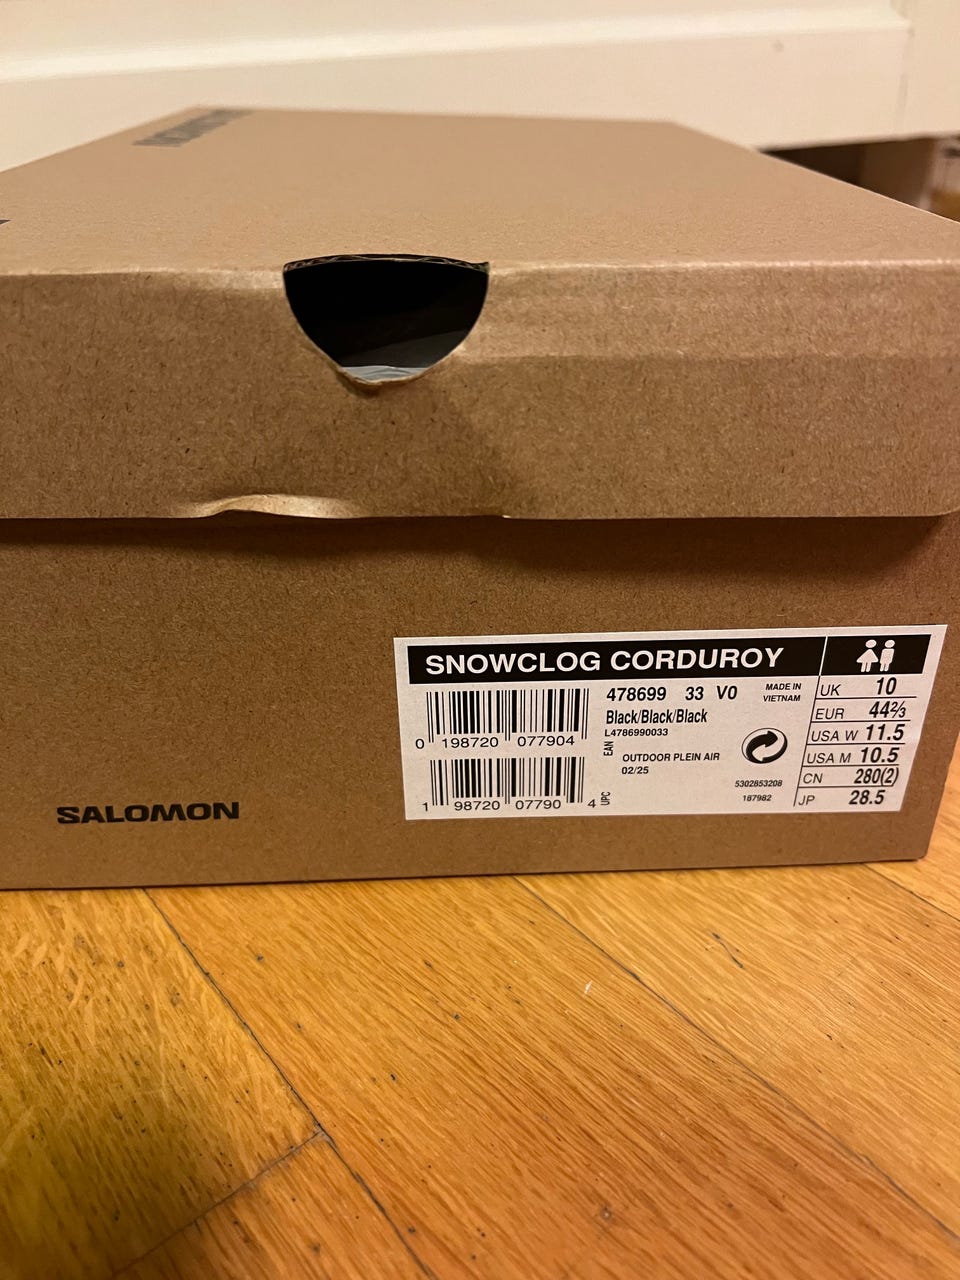 SALOMON
SNOWCLOG CORDUROY
0 198720 077904
EAN
1 98720 07790 4
UPC
478699 33 V0
MADE IN
VIETNAM
Black/Black/Black
L4786990033
OUTDOOR PLEIN AIR
02/25
5302853208
187982
UK 10
EUR 44⅔
USA W 11.5
USA M 10.5
CN 280(2)
JP 28.5
SALOMON